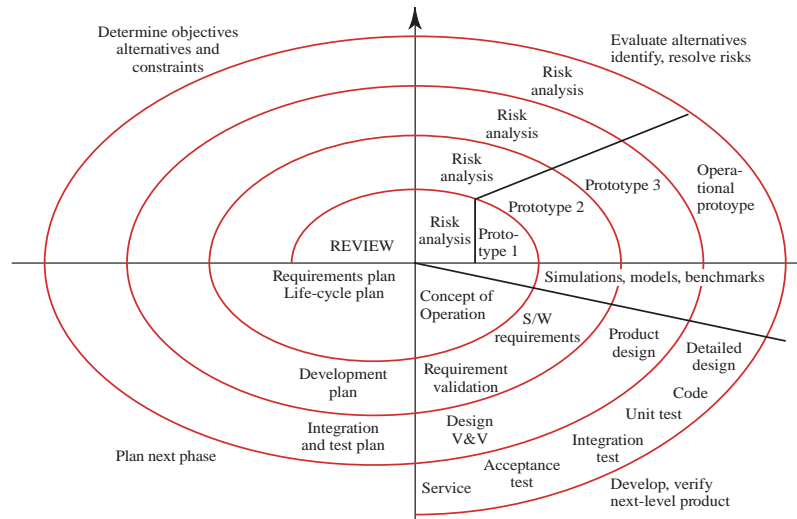 Determine objectives
alternatives and
constraints
Evaluate alternatives
identify, resolve risks
Risk
analysis
Risk
analysis
Risk
analysis
Risk
analysis
Proto-
type 1
Prototype 2
Prototype 3
Opera-
tional
protoype
REVIEW
Requirements plan
Life-cycle plan
Simulations, models, benchmarks
Concept of
Operation
S/W
requirements
Product
design
Detailed
design
Development
plan
Requirement
validation
Code
Unit test
Integration
and test plan
Design
V&V
Integration
test
Plan next phase
Acceptance
test
Service
Develop, verify
next-level product